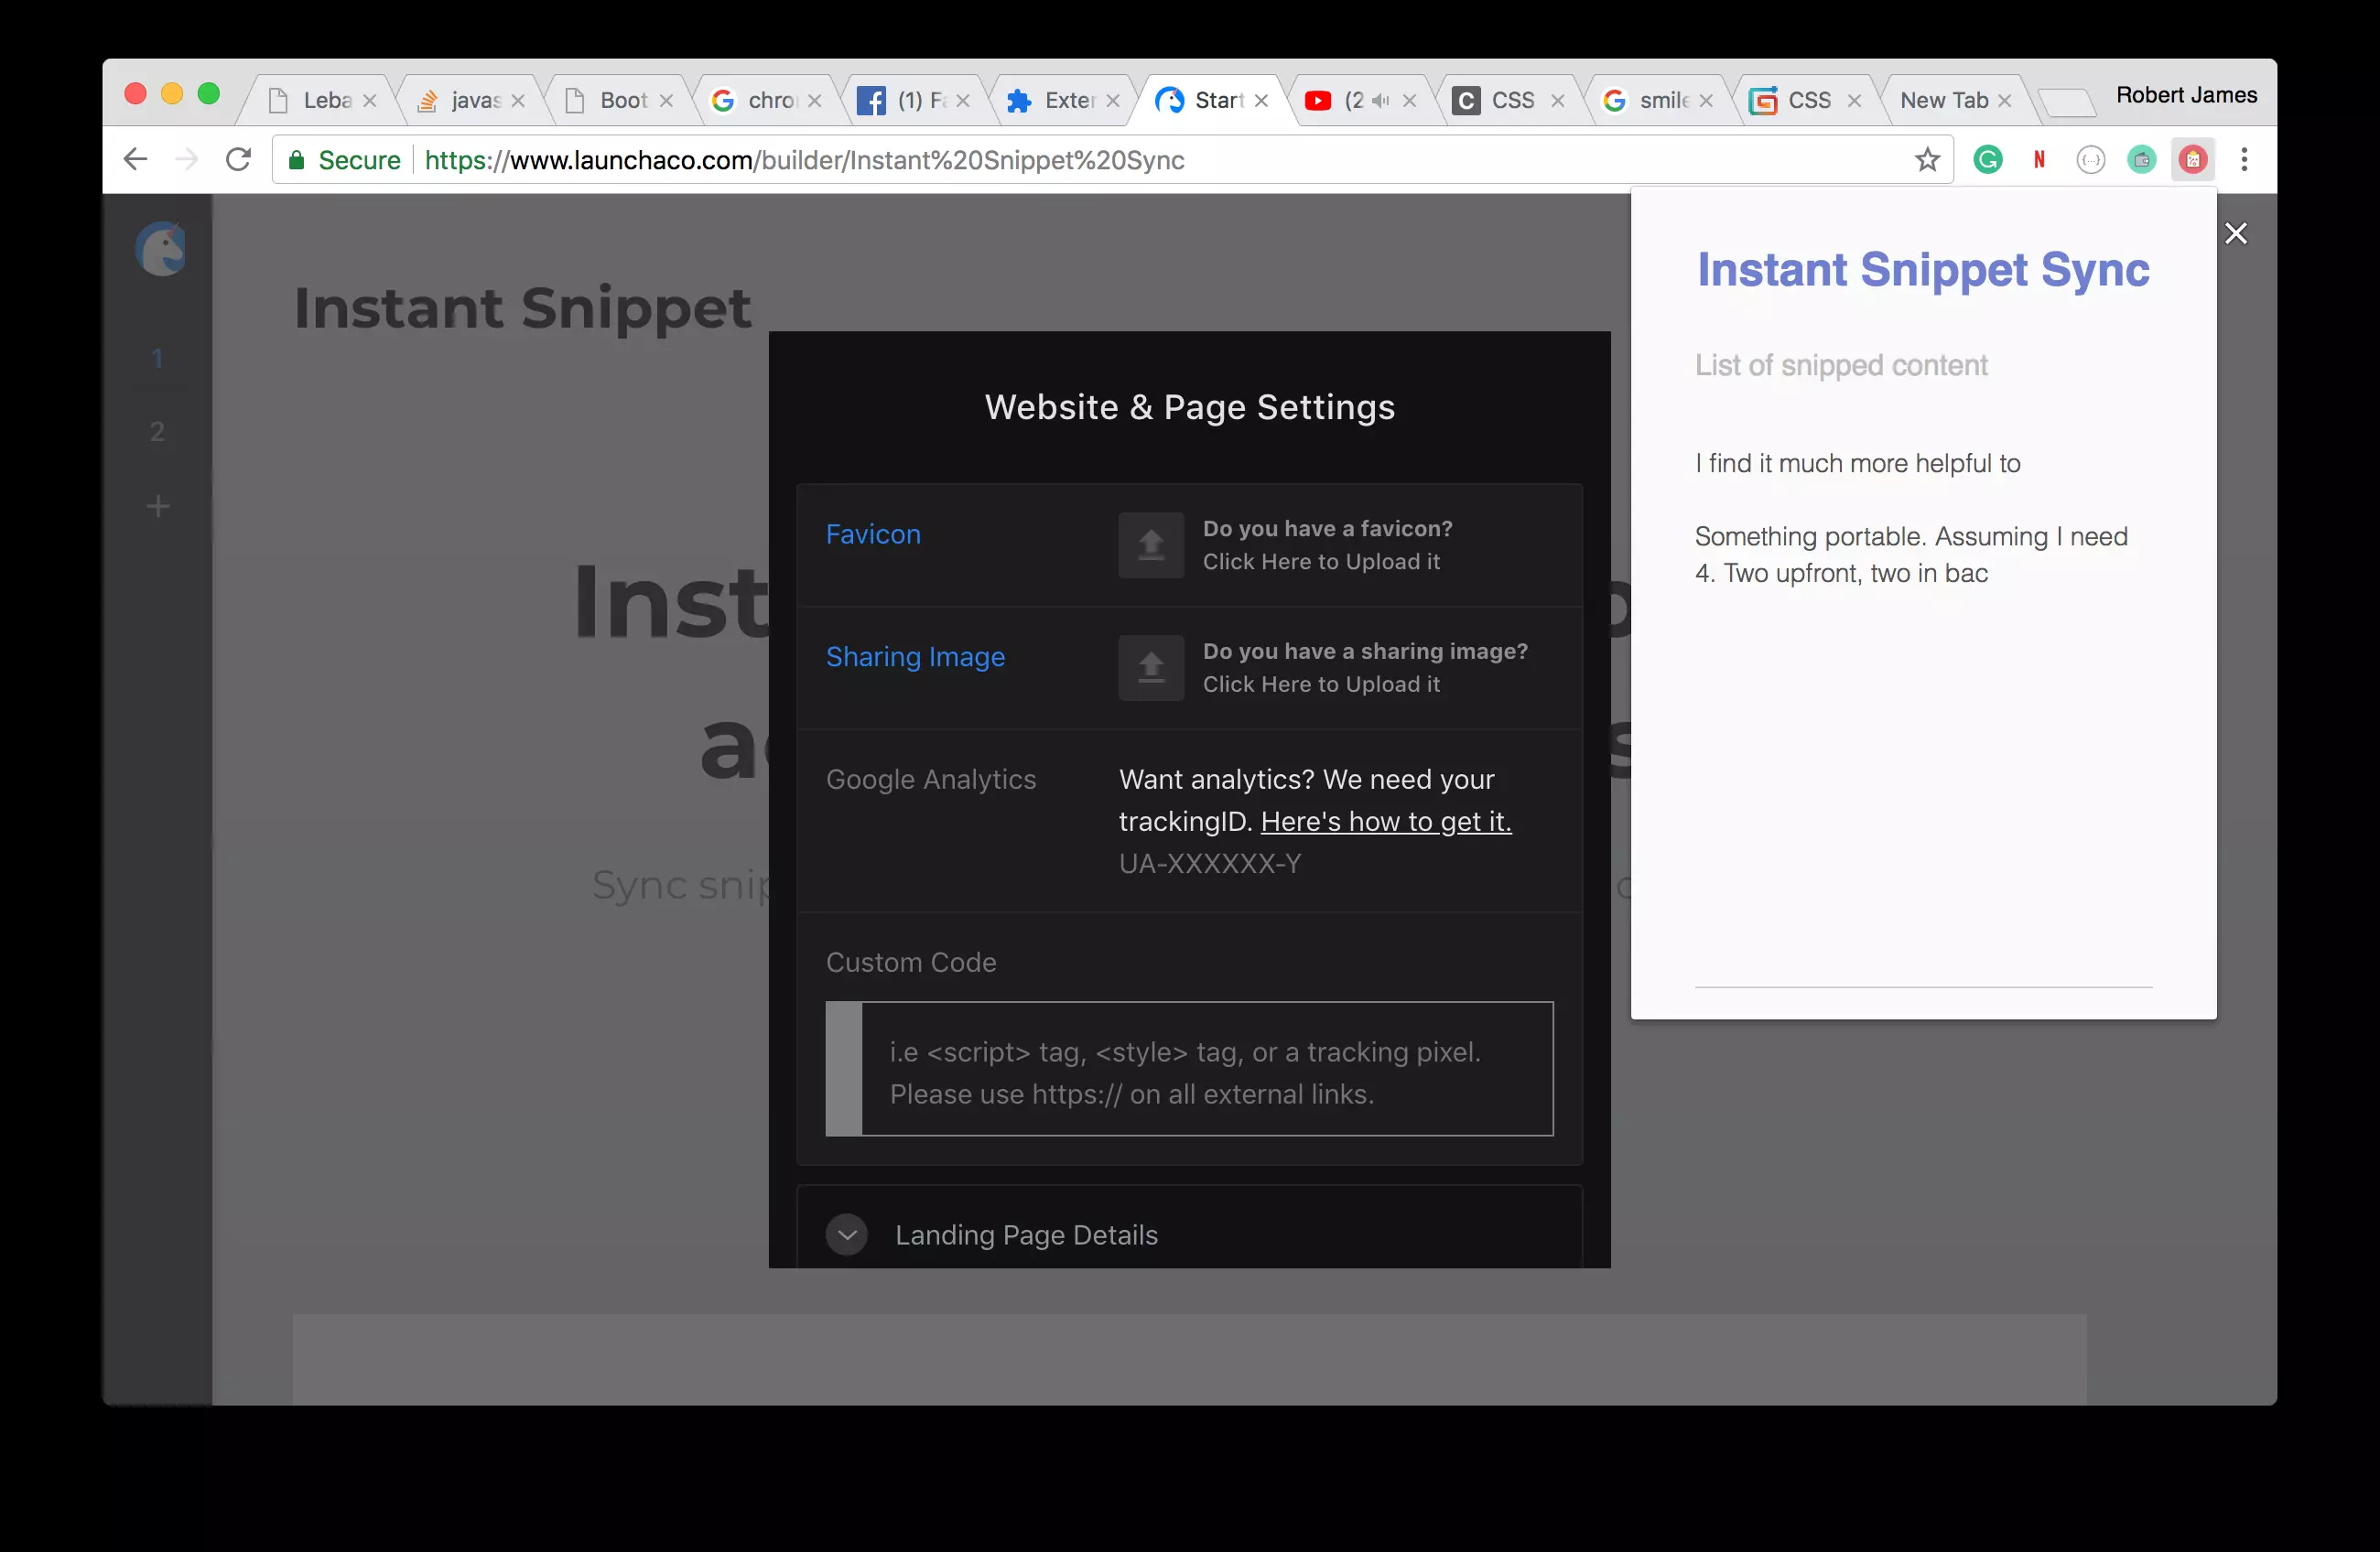 Leba
javas
Boot
chro
(1) Fa
Exter
Start
(2
CSS
smile
CSS
New Tab
Robert James
Secure
https://www.launchaco.com/builder/Instant%20Snippet%20Sync
Instant Snippet
1
2
Inst
a
Sync snip
Website & Page Settings
Favicon
Do you have a favicon?
Click Here to Upload it
Sharing Image
Do you have a sharing image?
Click Here to Upload it
Google Analytics
Want analytics? We need your
trackingID. Here's how to get it.
UA-XXXXXX-Y
Custom Code
i.e <script> tag, <style> tag, or a tracking pixel.
Please use https:// on all external links.
Landing Page Details
Instant Snippet Sync
List of snipped content
I find it much more helpful to
Something portable. Assuming I need
4. Two upfront, two in bac